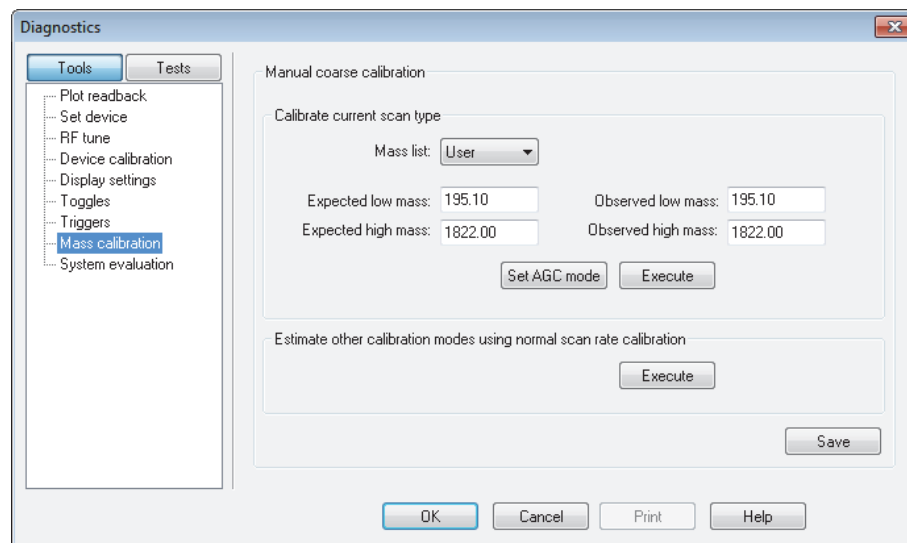 Diagnostics
Tools Tests
Plot readback
Set device
RF tune
Device calibration
Display settings
Toggles
Triggers
Mass calibration
System evaluation
Manual coarse calibration
Calibrate current scan type
Mass list: User
Expected low mass: 195.10 Observed low mass: 195.10
Expected high mass: 1822.00 Observed high mass: 1822.00
Set AGC mode Execute
Estimate other calibration modes using normal scan rate calibration
Execute
Save
OK Cancel Print Help